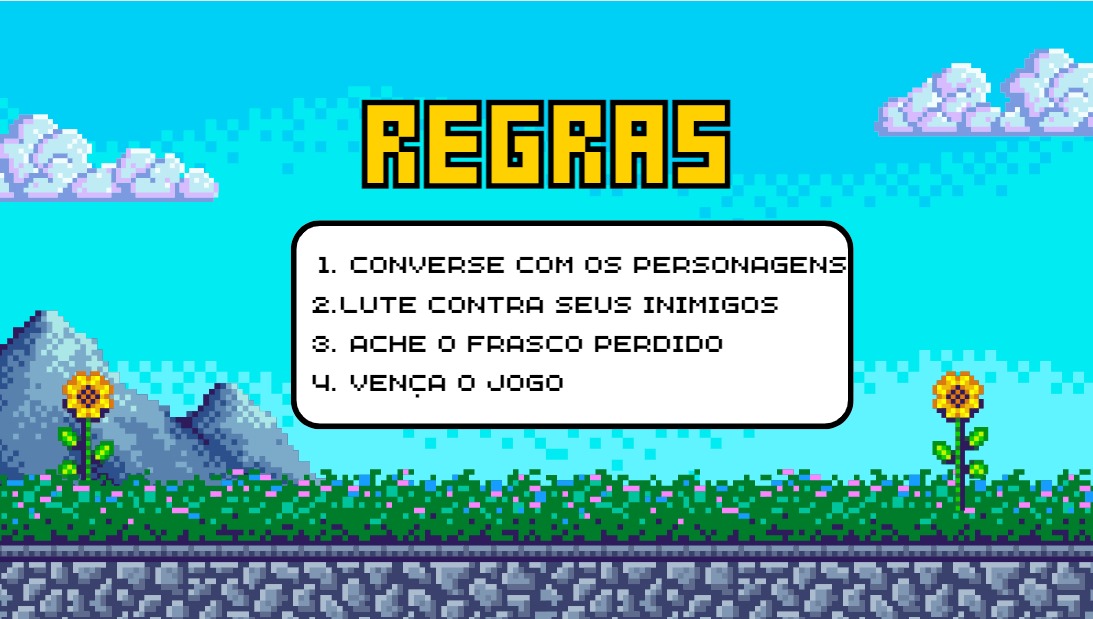 REGRAS
1. CONVERSE COM OS PERSONAGENS
2.LUTE CONTRA SEUS INIMIGOS
3. ACHE O FRASCO PERDIDO
4. VENÇA O JOGO